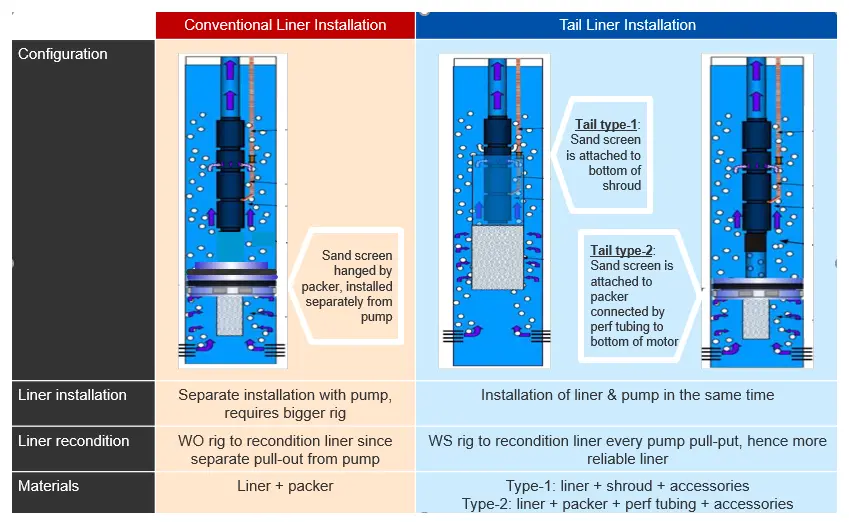 Conventional Liner Installation
Tail Liner Installation
Configuration
Sand screen
hanged by
packer, installed
separately from
pump
Tail type-1:
Sand screen
is attached to
bottom of
shroud
Tail type-2:
Sand screen is
attached to
packer
connected by
perf tubing to
bottom of motor
Liner installation
Separate installation with pump,
requires bigger rig
Installation of liner & pump in the same time
Liner recondition
WO rig to recondition liner since
separate pull-out from pump
WS rig to recondition liner every pump pull-put, hence more
reliable liner
Materials
Liner + packer
Type-1: liner + shroud + accessories
Type-2: liner + packer + perf tubing + accessories